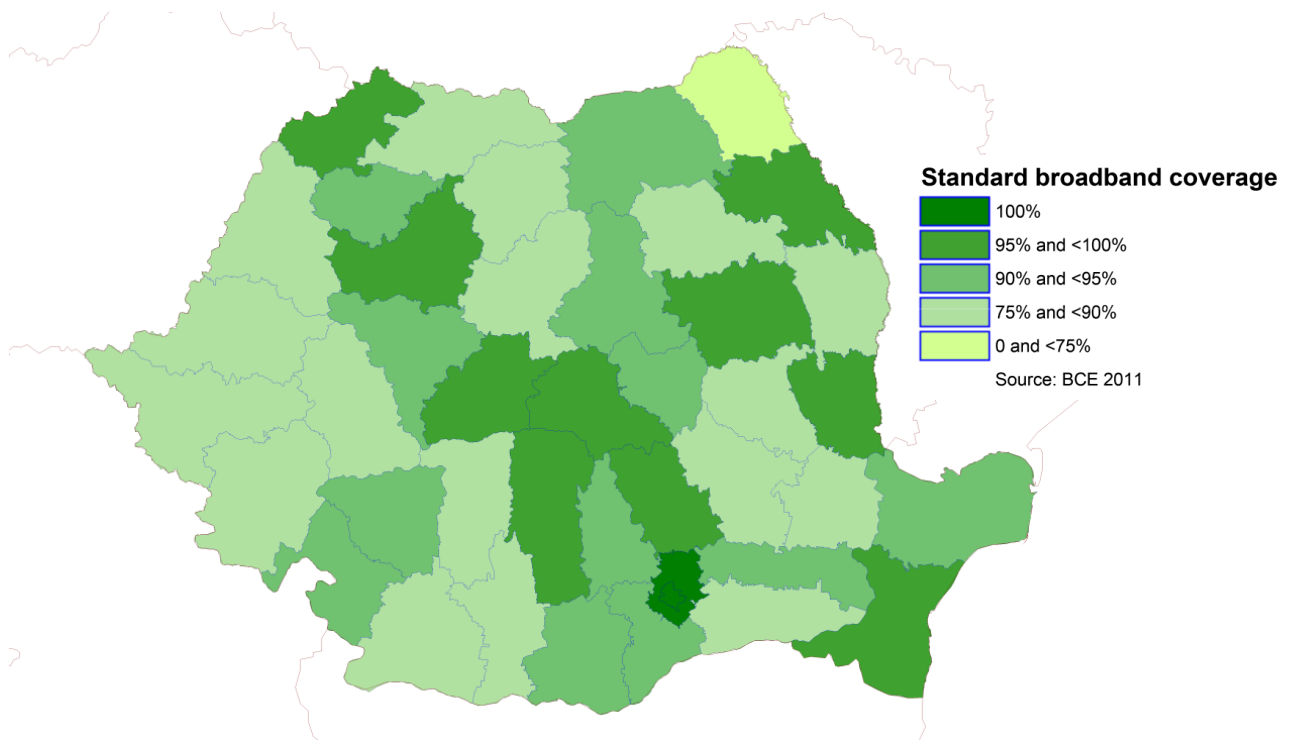 Standard broadband coverage
100%
95% and <100%
90% and <95%
75% and <90%
0 and <75%
Source: BCE 2011